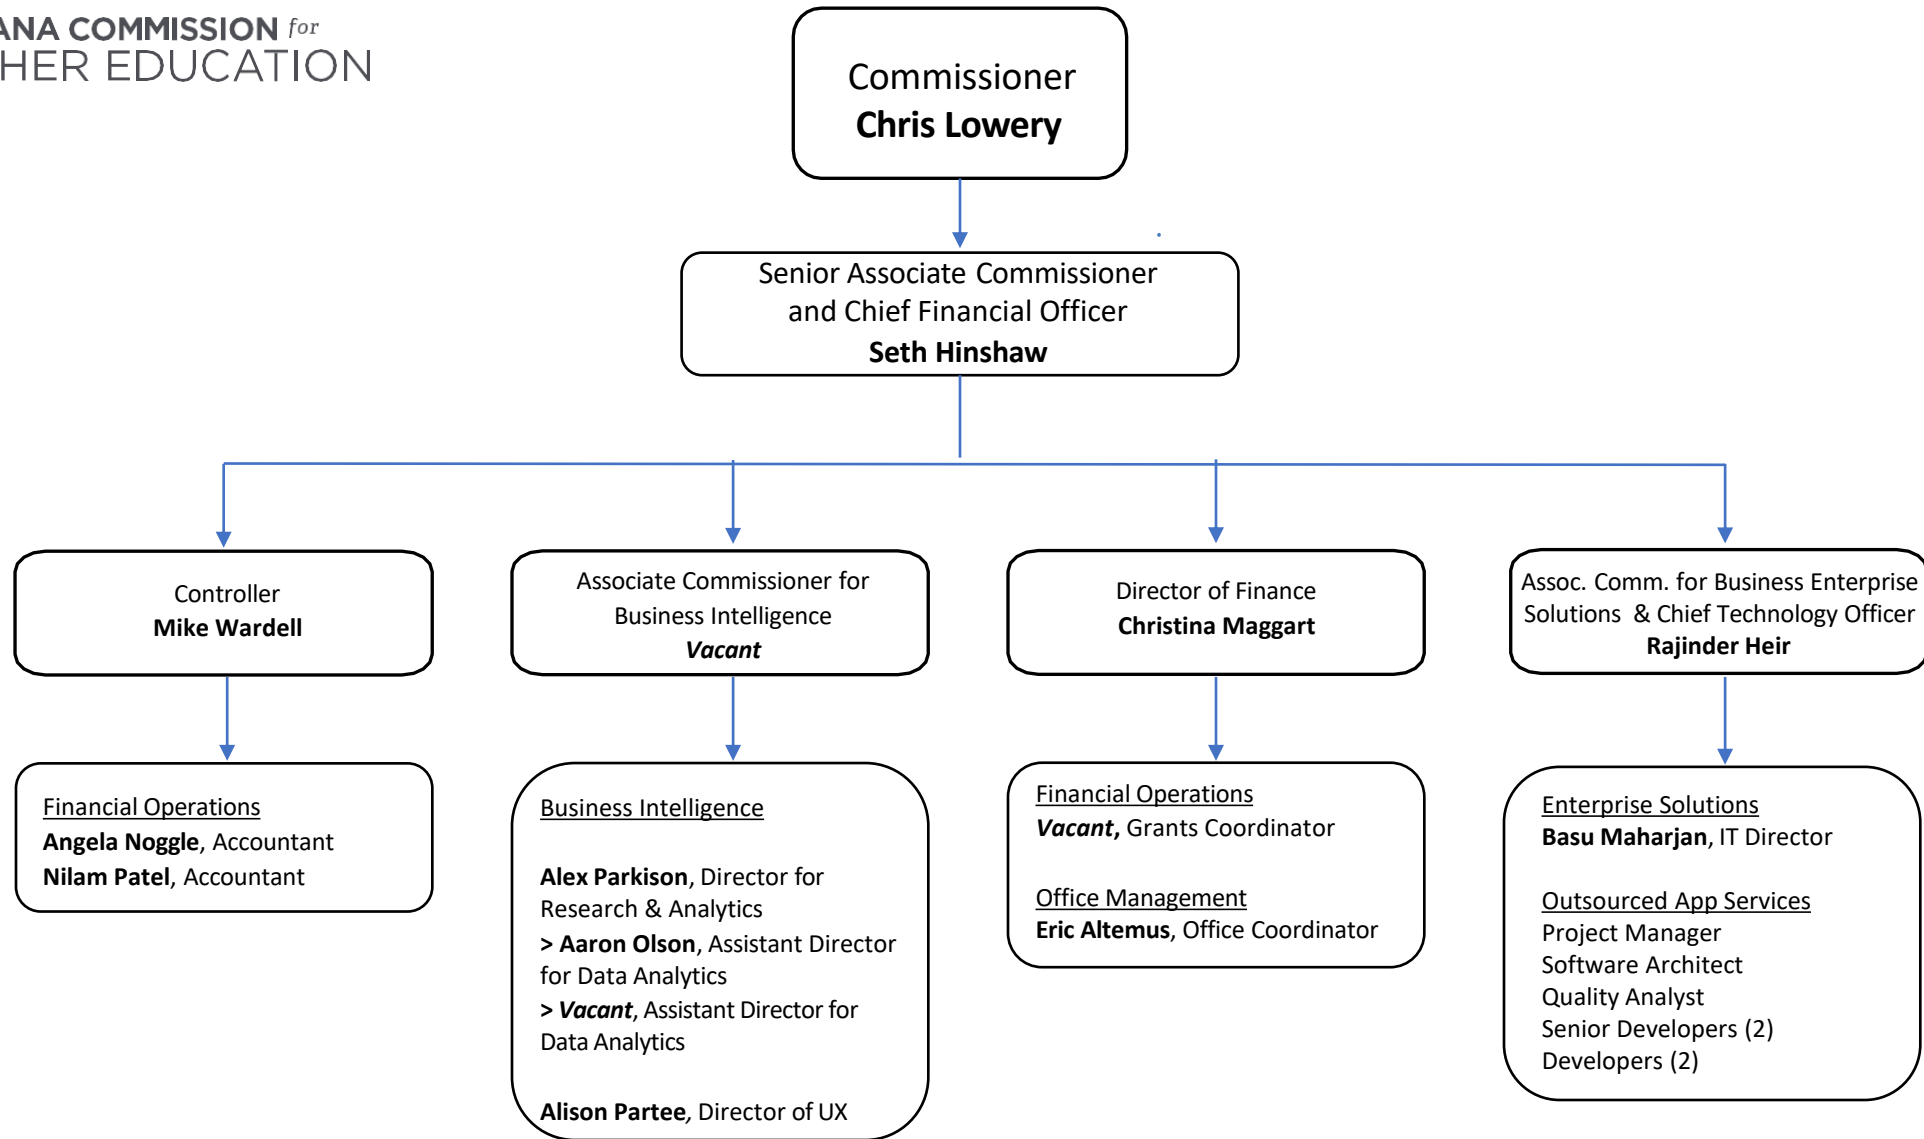 ANA COMMISSION for
HER EDUCATION
Commissioner
Chris Lowery
Senior Associate Commissioner
and Chief Financial Officer
Seth Hinshaw
Controller
Mike Wardell
Associate Commissioner for
Business Intelligence
Vacant
Director of Finance
Christina Maggart
Assoc. Comm. for Business Enterprise
Solutions & Chief Technology Officer
Rajinder Heir
Financial Operations
Angela Noggle, Accountant
Nilam Patel, Accountant
Business Intelligence
Alex Parkison, Director for
Research & Analytics
> Aaron Olson, Assistant Director
for Data Analytics
> Vacant, Assistant Director for
Data Analytics
Alison Partee, Director of UX
Financial Operations
Vacant, Grants Coordinator
Office Management
Eric Altemus, Office Coordinator
Enterprise Solutions
Basu Maharjan, IT Director
Outsourced App Services
Project Manager
Software Architect
Quality Analyst
Senior Developers (2)
Developers (2)